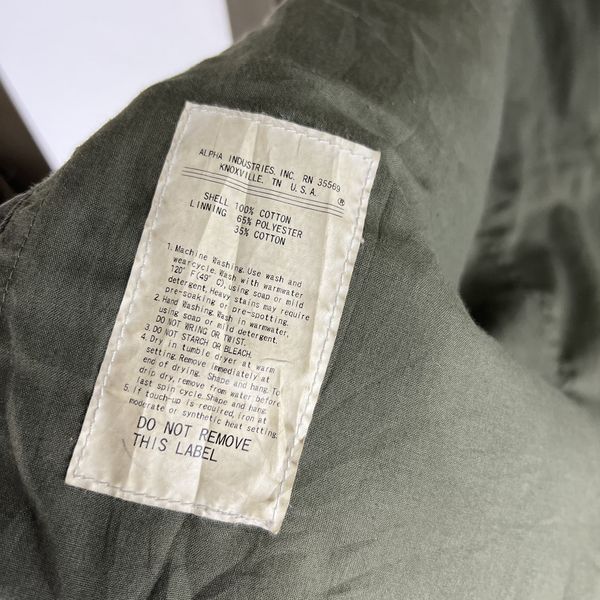 ALPHA INDUSTRIES, INC. RN 35569
KNOXVILLE, TN U.S.A.
®
SHELL 100% COTTON
LINNING 65% POLYESTER
35% COTTON
1. Machine Washing. Use wash and
wearcycle. Wash with warmwater
120° F(49° C), using soap or mild
detergent. Heavy stains may require
pre-soaking or pre-spotting.
2. Hand Washing. Wash in warmwater,
using soap or mild detergent.
3. DO NOT WRING OR TWIST.
DO NOT STARCH OR BLEACH.
4. Dry in tumble dryer at warm
setting. Remove immediately at
end of drying. Shape and hang. To
drip dry, remove from water before
last spin cycle. Shape and hang.
5. If touch-up is required, iron at
moderate or synthetic heat setting.
DO NOT REMOVE
THIS LABEL